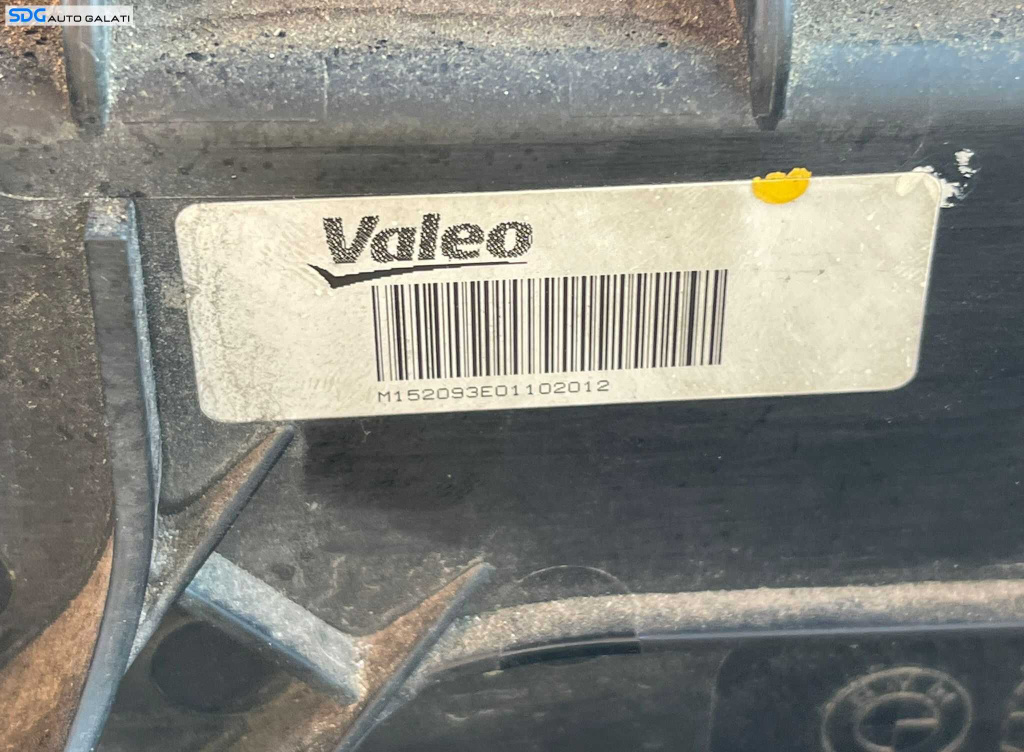 SDG AUTO GALATI
Valeo
M152093E01102012